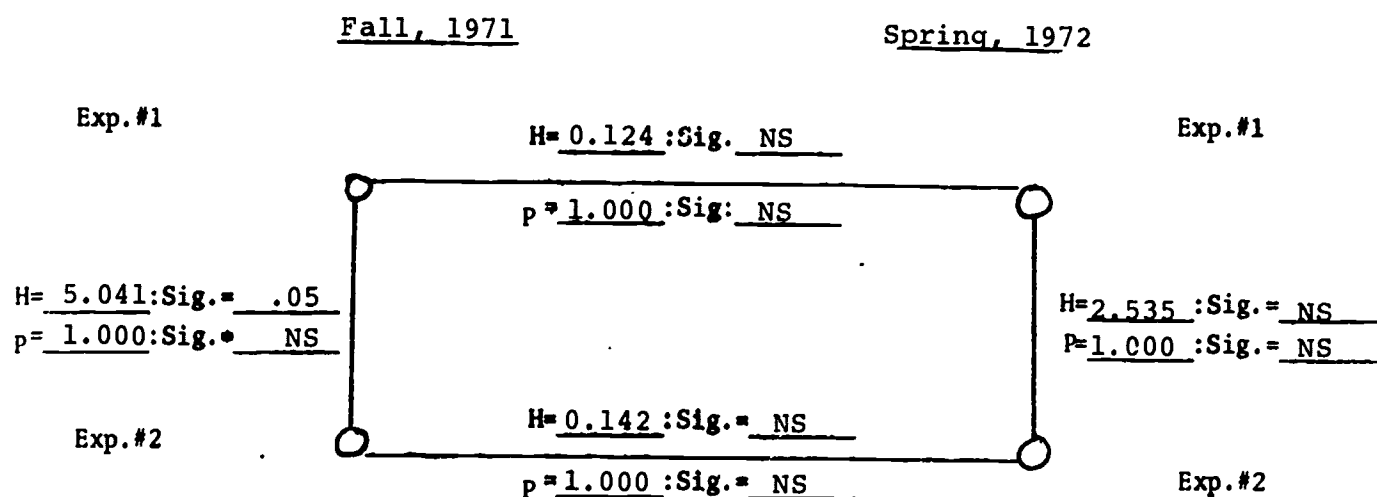 Fall, 1971
Spring, 1972
Exp.#1
H= 0.124 :Sig. NS
Exp.#1
p = 1.000 :Sig: NS
H= 5.041:Sig.= .05
p= 1.000:Sig.= NS
H=2.535 :Sig.= NS
P=1.000 :Sig.= NS
Exp.#2
H= 0.142 :Sig.= NS
p = 1.000 :Sig.= NS
Exp.#2